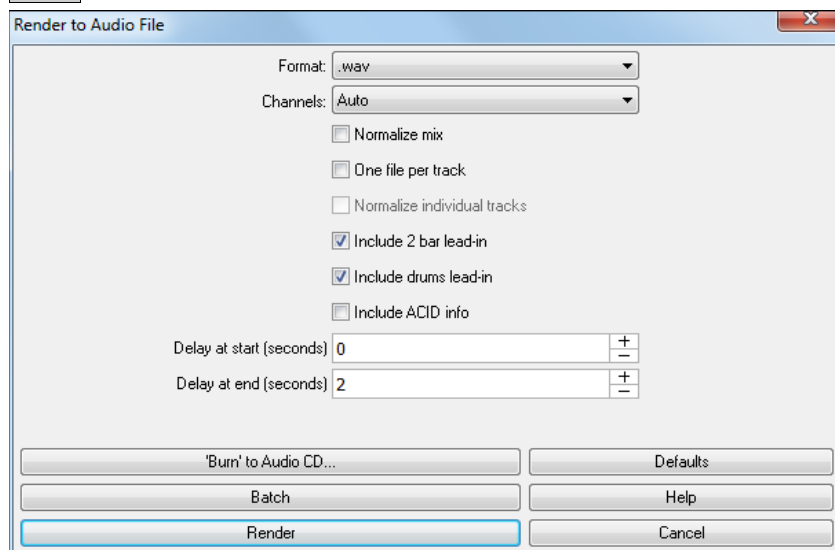 Render to Audio File
Format: .wav
Channels: Auto
Normalize mix
One file per track
Normalize individual tracks
Include 2 bar lead-in
Include drums lead-in
Include ACID info
Delay at start (seconds) 0
Delay at end (seconds) 2
'Burn' to Audio CD... Defaults
Batch Help
Render Cancel